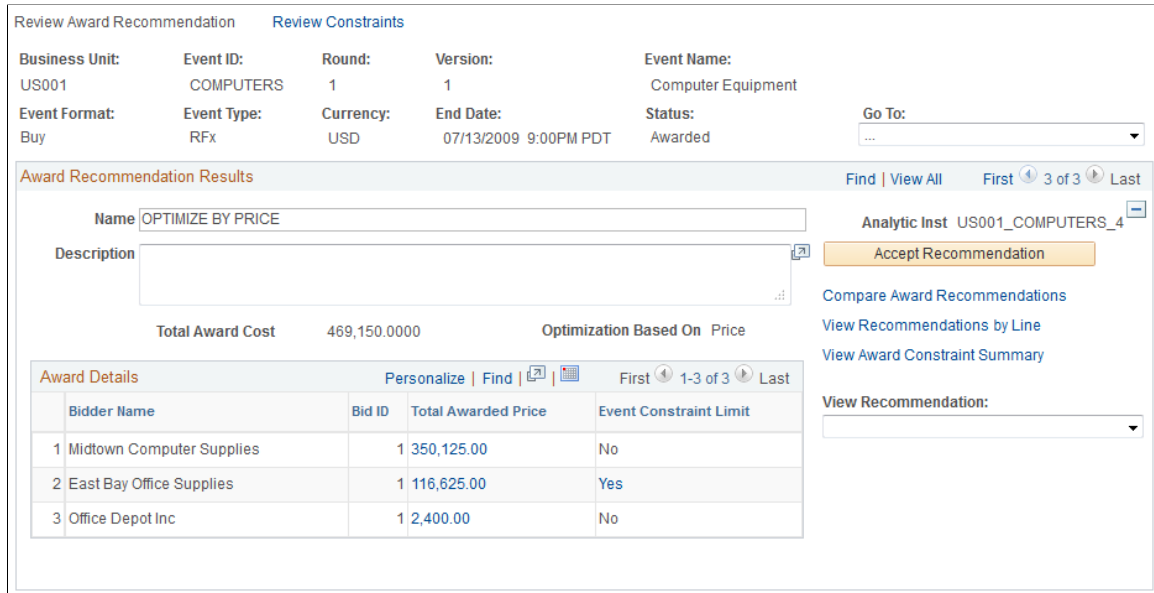 Review Award Recommendation Review Constraints
Business Unit: Event ID: Round: Version: Event Name:
US001 COMPUTERS 1 1 Computer Equipment
Event Format: Event Type: Currency: End Date: Status: Go To:
Buy RFx USD 07/13/2009 9:00PM PDT Awarded ...
Award Recommendation Results Find | View All First 3 of 3 Last
Name OPTIMIZE BY PRICE Analytic Inst US001_COMPUTERS_4
Description Accept Recommendation
Compare Award Recommendations
Total Award Cost 469,150.0000 Optimization Based On Price View Recommendations by Line
View Award Constraint Summary
Award Details Personalize | Find | | First 1-3 of 3 Last
View Recommendation:
Bidder Name Bid ID Total Awarded Price Event Constraint Limit
1 Midtown Computer Supplies 1 350,125.00 No
2 East Bay Office Supplies 1 116,625.00 Yes
3 Office Depot Inc 1 2,400.00 No